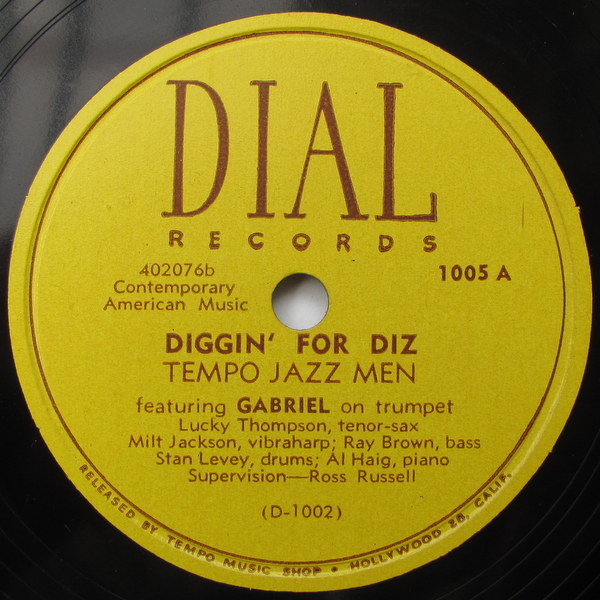 DIAL
RECORDS
402076b
Contemporary
American Music
1005 A
DIGGIN' FOR DIZ
TEMPO JAZZ MEN
featuring GABRIEL on trumpet
Lucky Thompson, tenor-sax
Milt Jackson, vibraharp; Ray Brown, bass
Stan Levey, drums; Al Haig, piano
Supervision—Ross Russell
(D-1002)
RELEASED BY TEMPO MUSIC SHOP • HOLLYWOOD 28, CALIF.